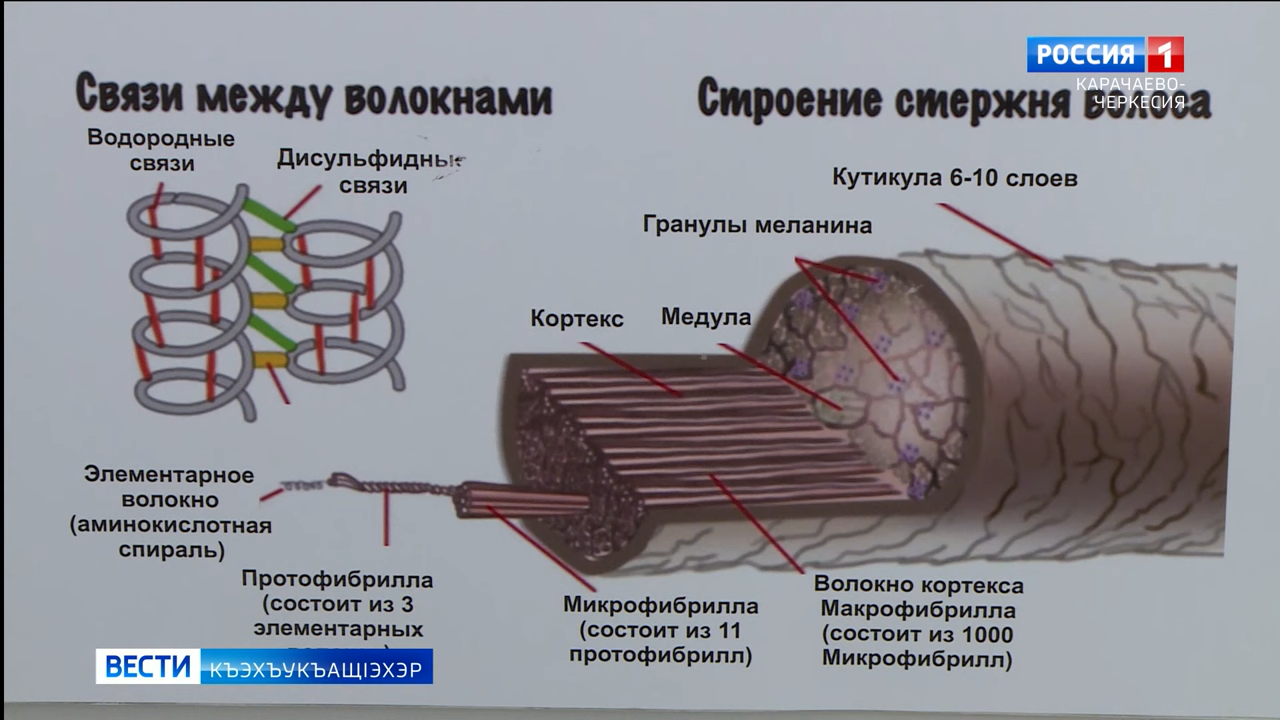 РОССИЯ 1
КАРАЧАЕВО-
ЧЕРКЕСИЯ
Связи между волокнами
Строение стержня
Водородные
связи
Дисульфидные
связи
Кутикула 6-10 слоев
Гранулы меланина
Кортекс
Медула
Элементарное
волокно
(аминокислотная
спираль)
Протофибрилла
(состоит из 3
элементарных
Микрофибрилла
(состоит из 11
протофибрилл)
Волокно кортекса
Макрофибрилла
(состоит из 1000
Микрофибрилл)
ВЕСТИ КЪЭХЪУКЪАЩІЭХЭР